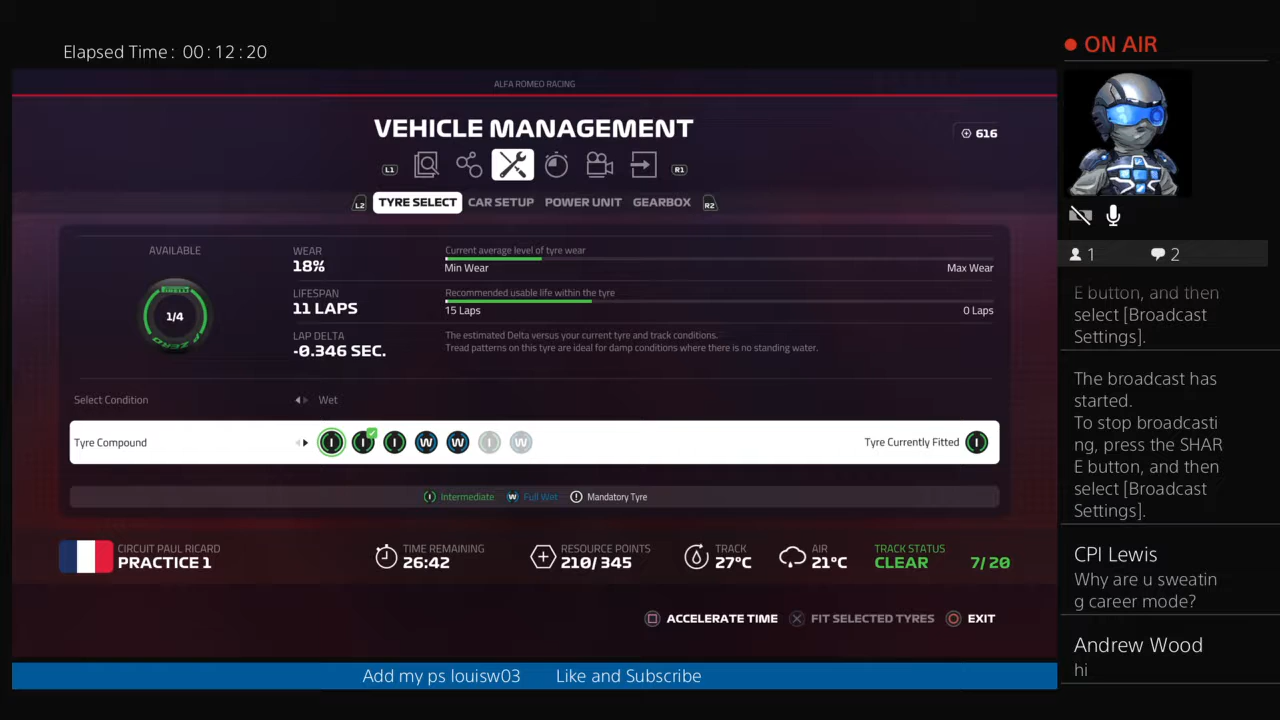 Elapsed Time: 00:12:20
ON AIR
ALFA ROMEO RACING
VEHICLE MANAGEMENT
616
L1
R1
L2 TYRE SELECT CAR SETUP POWER UNIT GEARBOX R2
AVAILABLE
PIRELLI
1/4
P ZERO
WEAR
18%
Current average level of tyre wear
Min Wear Max Wear
LIFESPAN
11 LAPS
Recommended usable life within the tyre
15 Laps 0 Laps
LAP DELTA
-0.346 SEC.
The estimated Delta versus your current tyre and track conditions.
Tread patterns on this tyre are ideal for damp conditions where there is no standing water.
Select Condition Wet
Tyre Compound I I I W W I W Tyre Currently Fitted I
I Intermediate W Full Wet ! Mandatory Tyre
CIRCUIT PAUL RICARD
PRACTICE 1
TIME REMAINING
26:42
RESOURCE POINTS
210/345
TRACK
27°C
AIR
21°C
TRACK STATUS
CLEAR 7/20
ACCELERATE TIME FIT SELECTED TYRES EXIT
Add my ps louisw03 Like and Subscribe
1 2
E button, and then
select [Broadcast
Settings].
The broadcast has
started.
To stop broadcasti
ng, press the SHAR
E button, and then
select [Broadcast
Settings].
CPI Lewis
Why are u sweatin
g career mode?
Andrew Wood
hi